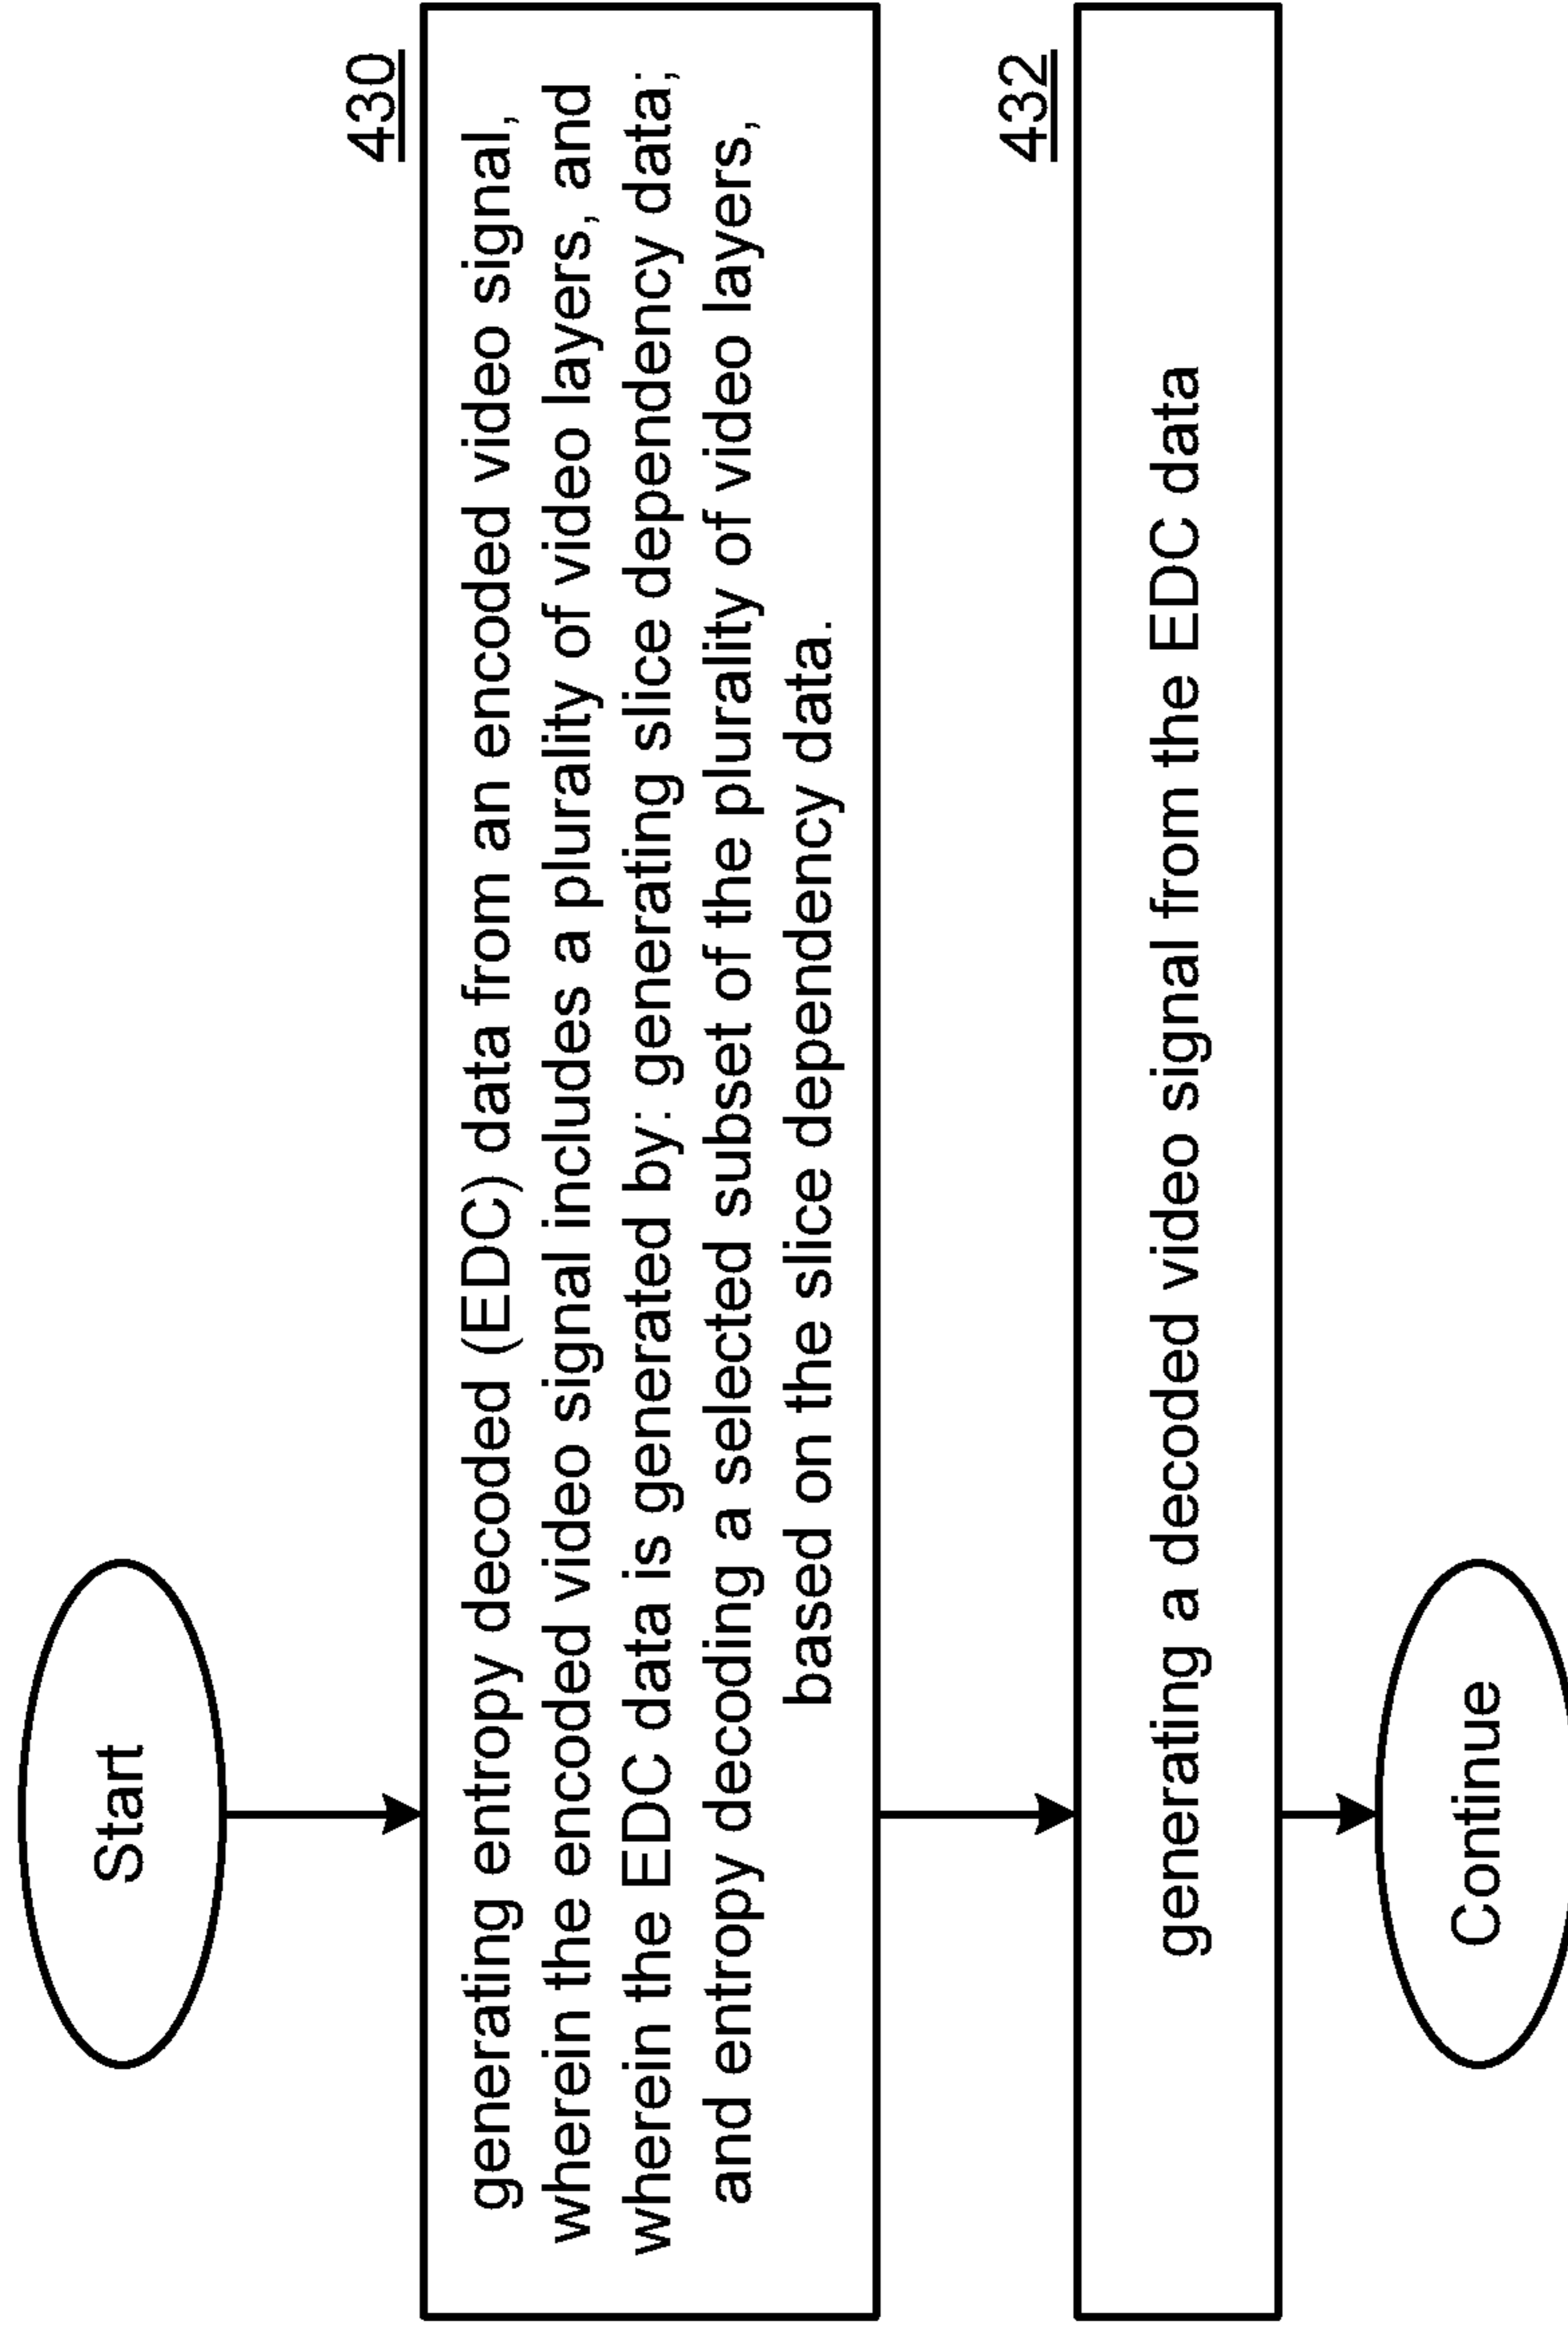 Start
430
generating entropy decoded (EDC) data from an encoded video signal,
wherein the encoded video signal includes a plurality of video layers, and
wherein the EDC data is generated by: generating slice dependency data;
and entropy decoding a selected subset of the plurality of video layers,
based on the slice dependency data.
432
generating a decoded video signal from the EDC data
Continue